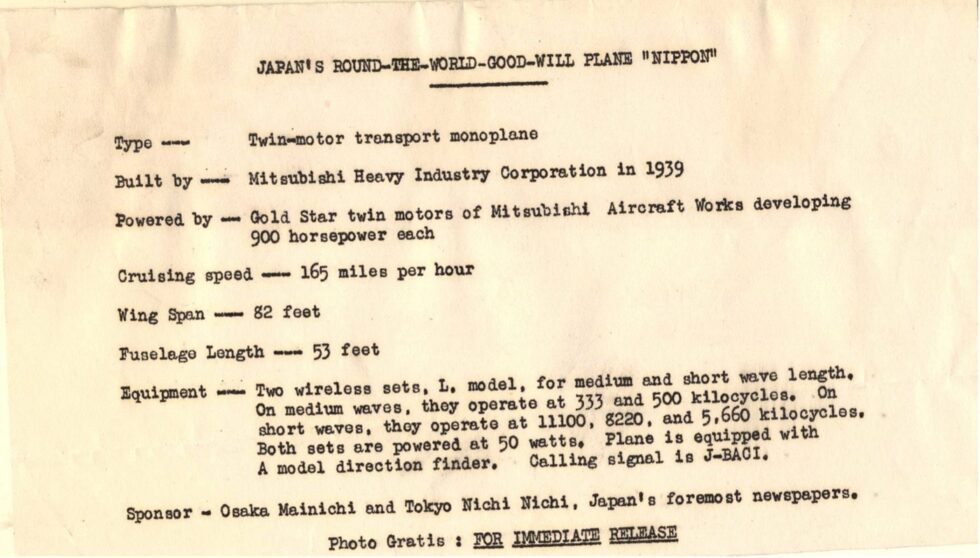 JAPAN'S ROUND-THE-WORLD-GOOD-WILL PLANE "NIPPON"
Type --- Twin-motor transport monoplane
Built by --- Mitsubishi Heavy Industry Corporation in 1939
Powered by -- Gold Star twin motors of Mitsubishi Aircraft Works developing
900 horsepower each
Cruising speed --- 165 miles per hour
Wing Span --- 82 feet
Fuselage Length --- 53 feet
Equipment --- Two wireless sets, L. model, for medium and short wave length.
On medium waves, they operate at 333 and 500 kilocycles. On
short waves, they operate at 11100, 8220, and 5,660 kilocycles.
Both sets are powered at 50 watts. Plane is equipped with
A model direction finder. Calling signal is J-BACI.
Sponsor - Osaka Mainichi and Tokyo Nichi Nichi, Japan's foremost newspapers.
Photo Gratis : FOR IMMEDIATE RELEASE